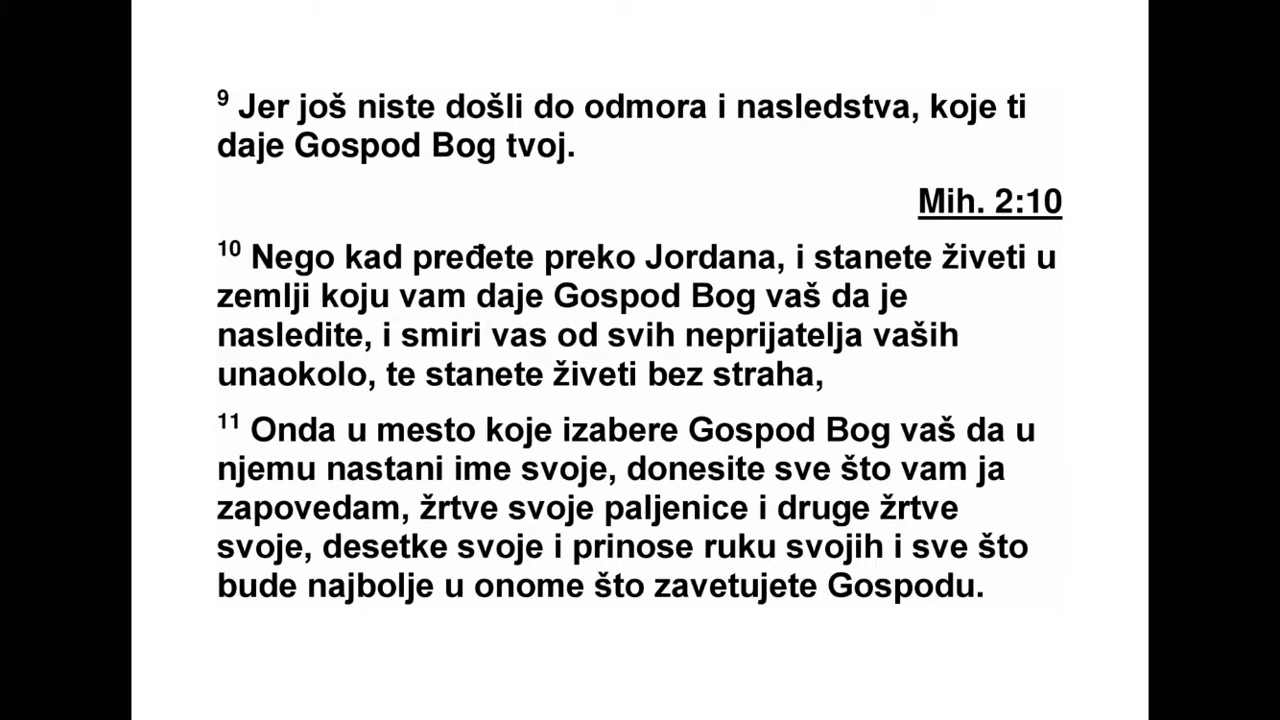 9 Jer još niste došli do odmora i nasledstva, koje ti
daje Gospod Bog tvoj.
Mih. 2:10
10 Nego kad pređete preko Jordana, i stanete živeti u
zemlji koju vam daje Gospod Bog vaš da je
nasledite, i smiri vas od svih neprijatelja vaših
unaokolo, te stanete živeti bez straha,
11 Onda u mesto koje izabere Gospod Bog vaš da u
njemu nastani ime svoje, donesite sve što vam ja
zapovedam, žrtve svoje paljenice i druge žrtve
svoje, desetke svoje i prinose ruku svojih i sve što
bude najbolje u onome što zavetujete Gospodu.